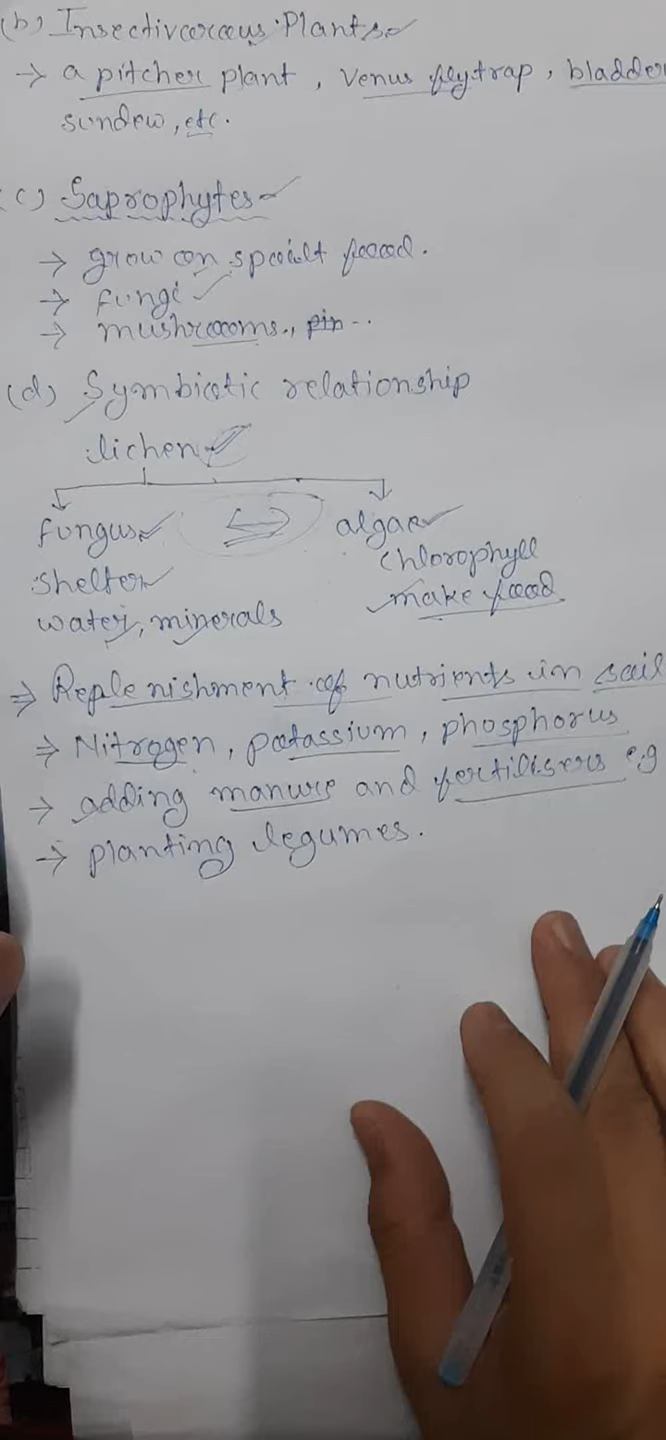 (b) Insectivoraous Plants
→ a pitcher plant, Venus flytrap, bladder
sundew, etc.
(c) Saprophytes
→ grow on spoilt food.
→ fungi
→ mushrooms., pin..
(d) Symbiotic relationship
lichen
fungus ⇔ algae
chlorophyll
shelter
make food
water, minerals
⇒ Replenishment of nutrients in soil
→ Nitrogen, potassium, phosphorus
→ adding manure and fertilisers e.g
→ planting legumes.